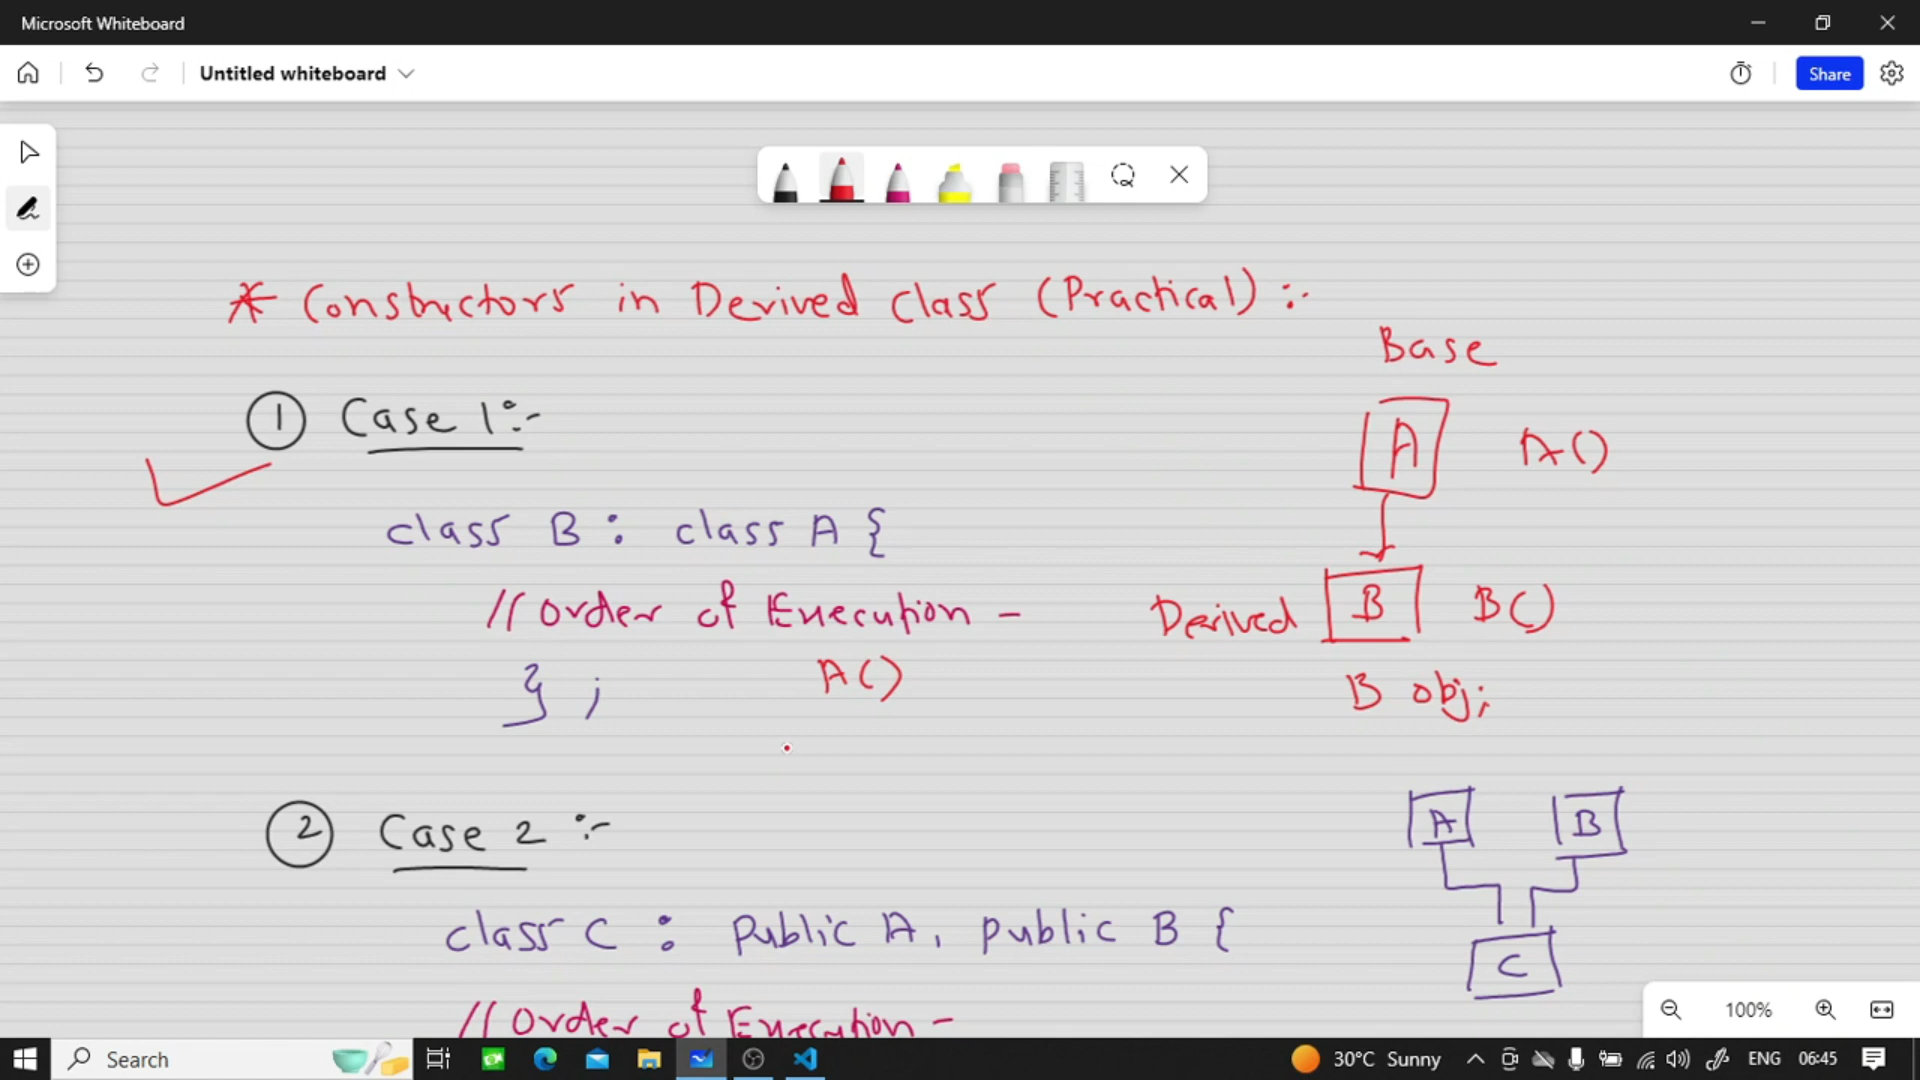 Microsoft Whiteboard
Untitled whiteboard
Share
* Constructors in Derived class (Practical) :-
Base
① Case 1:-
A A()
class B : class A {
// Order of Execution -
Derived B B()
} ; A()
B obj;
② Case 2 :-
A B
class C : Public A, public B {
C
// Order of Execution -
100%
Search
30°C Sunny
ENG 06:45